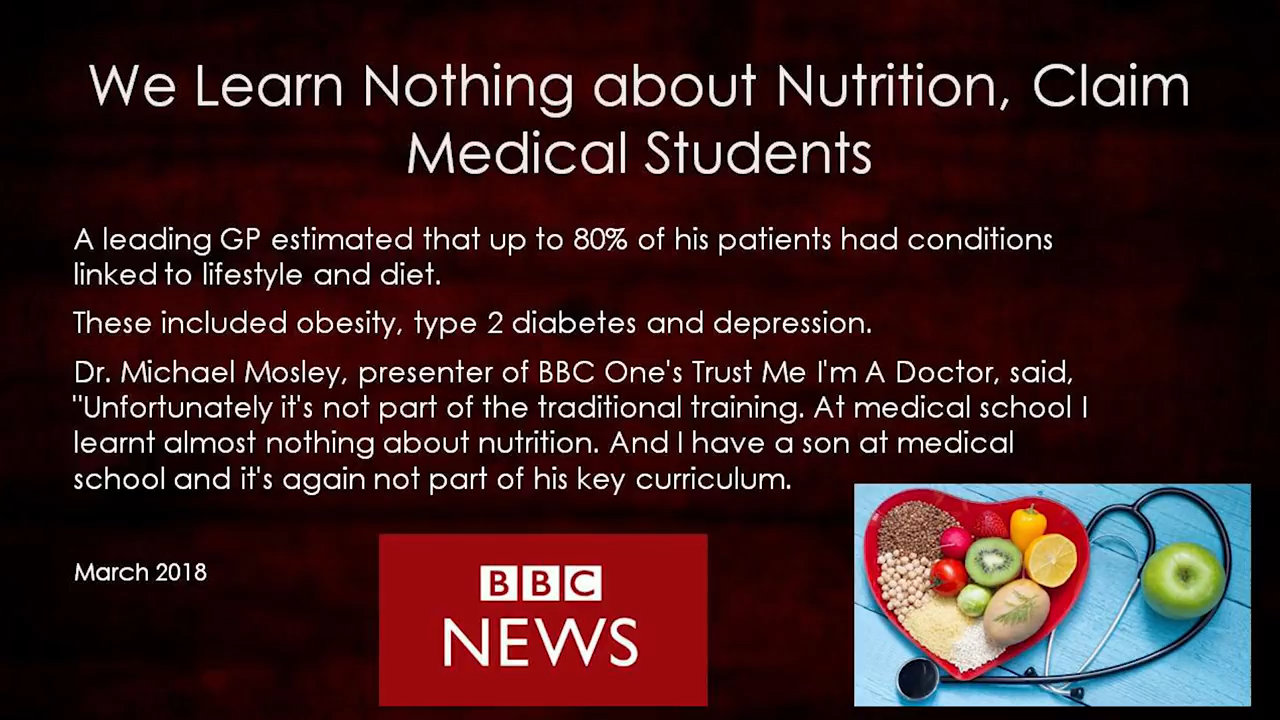 We Learn Nothing about Nutrition, Claim
Medical Students
A leading GP estimated that up to 80% of his patients had conditions
linked to lifestyle and diet.
These included obesity, type 2 diabetes and depression.
Dr. Michael Mosley, presenter of BBC One's Trust Me I'm A Doctor, said,
"Unfortunately it's not part of the traditional training. At medical school I
learnt almost nothing about nutrition. And I have a son at medical
school and it's again not part of his key curriculum.
March 2018
BBC
NEWS